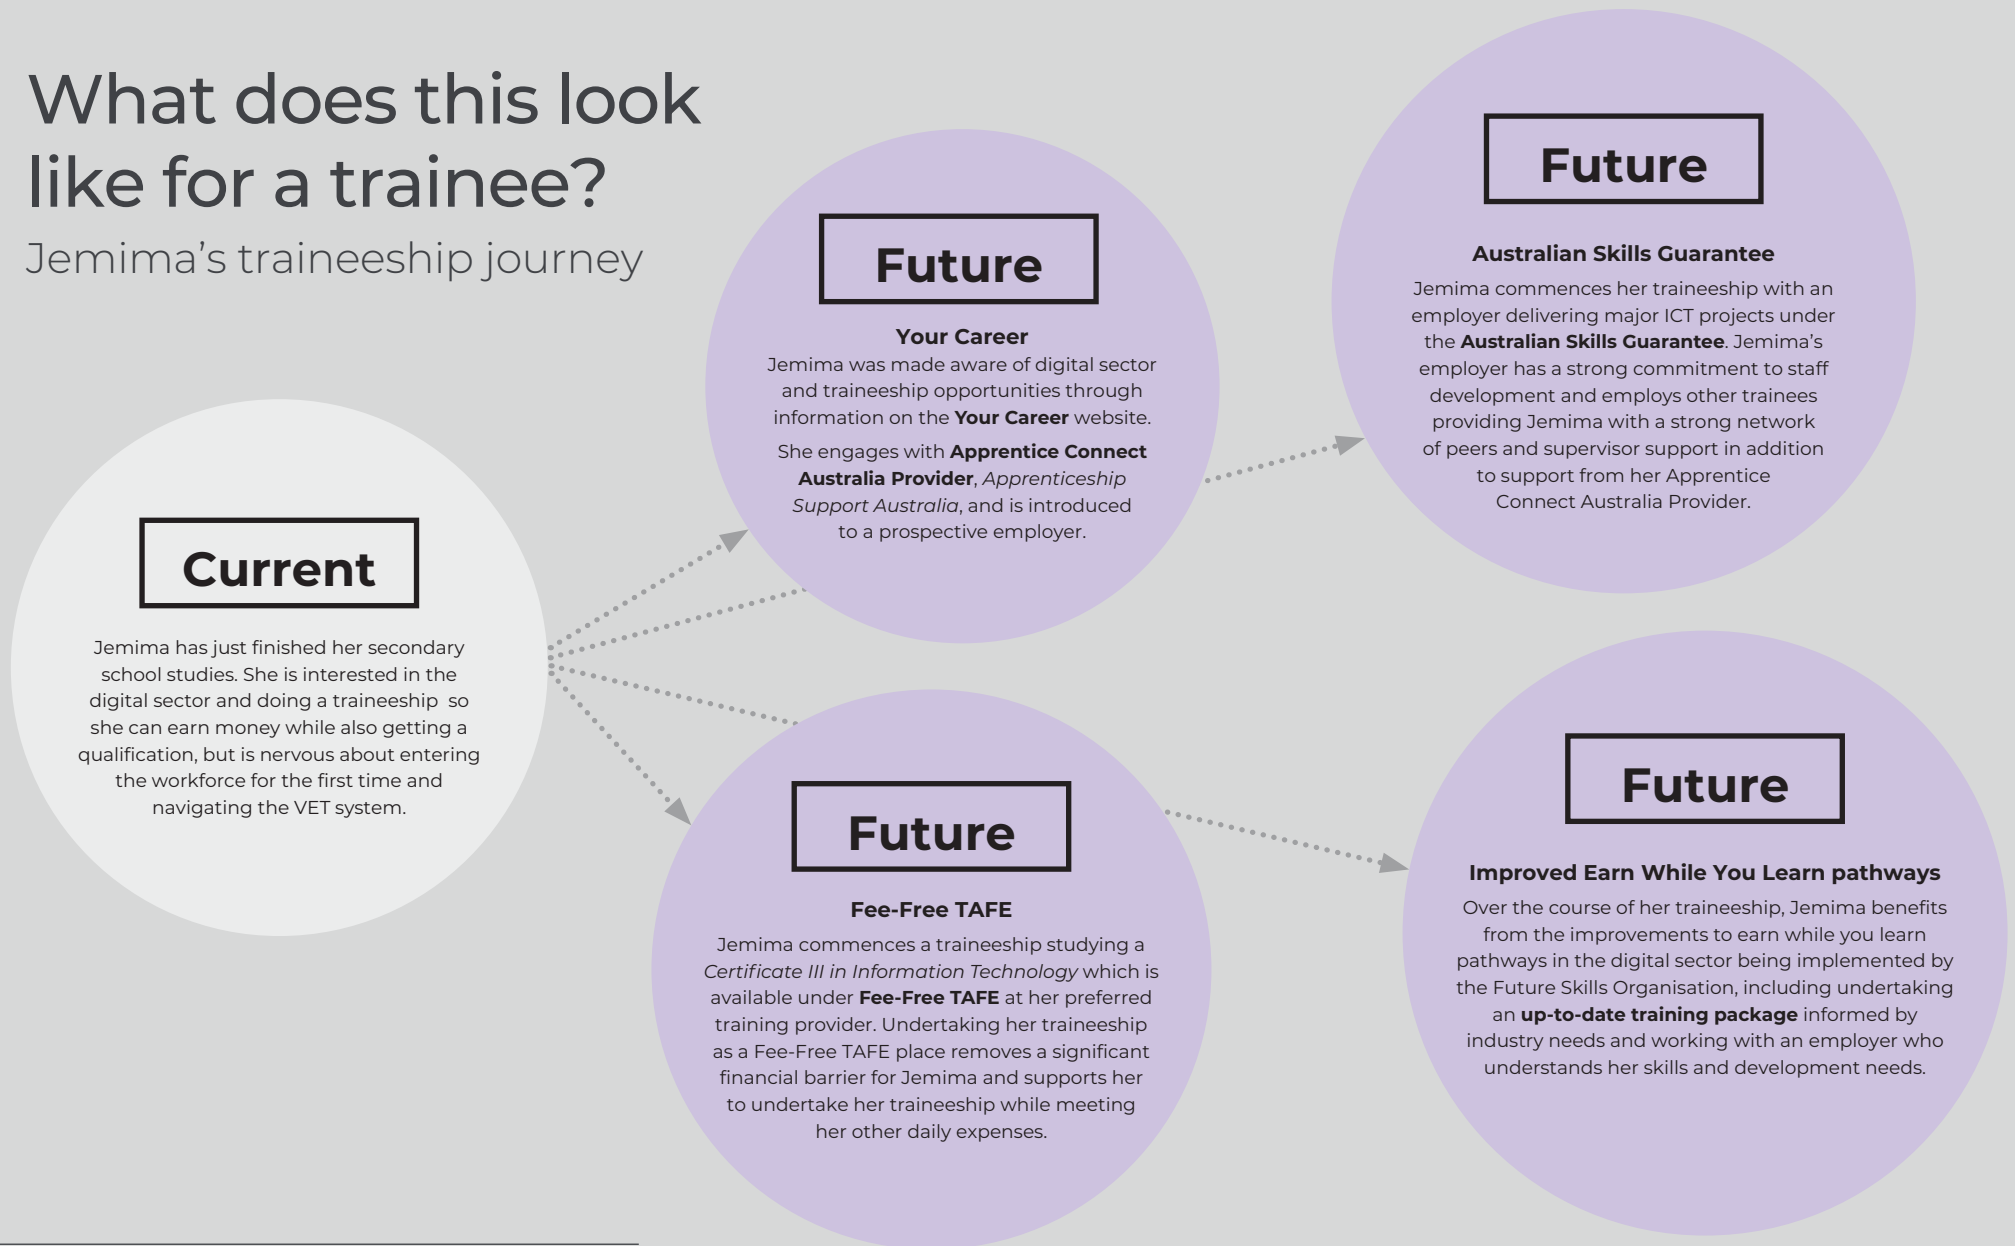 What does this look
like for a trainee?
Jemima's traineeship journey
Current
Jemima has just finished her secondary
school studies. She is interested in the
digital sector and doing a traineeship  so
she can earn money while also getting a
qualification, but is nervous about entering
the workforce for the first time and
navigating the VET system.
Future
Your Career
Jemima was made aware of digital sector
and traineeship opportunities through
information on the Your Career website.
She engages with Apprentice Connect
Australia Provider, Apprenticeship
Support Australia, and is introduced
to a prospective employer.
Future
Australian Skills Guarantee
Jemima commences her traineeship with an
employer delivering major ICT projects under
the Australian Skills Guarantee. Jemima's
employer has a strong commitment to staff
development and employs other trainees
providing Jemima with a strong network
of peers and supervisor support in addition
to support from her Apprentice
Connect Australia Provider.
Future
Fee-Free TAFE
Jemima commences a traineeship studying a
Certificate III in Information Technology which is
available under Fee-Free TAFE at her preferred
training provider. Undertaking her traineeship
as a Fee-Free TAFE place removes a significant
financial barrier for Jemima and supports her
to undertake her traineeship while meeting
her other daily expenses.
Future
Improved Earn While You Learn pathways
Over the course of her traineeship, Jemima benefits
from the improvements to earn while you learn
pathways in the digital sector being implemented by
the Future Skills Organisation, including undertaking
an up-to-date training package informed by
industry needs and working with an employer who
understands her skills and development needs.